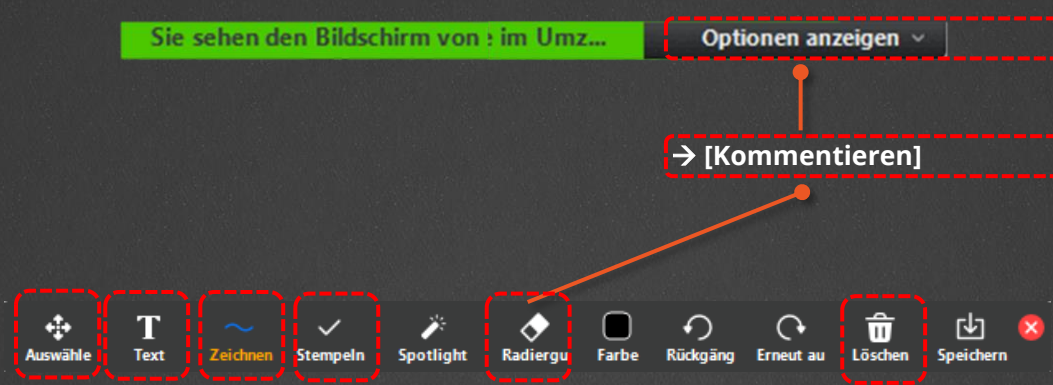 Sie sehen den Bildschirm von im Umz...
Optionen anzeigen
→ [Kommentieren]
Auswähle
Text
Zeichnen
Stempeln
Spotlight
Radiergu
Farbe
Rückgäng
Erneut au
Löschen
Speichern